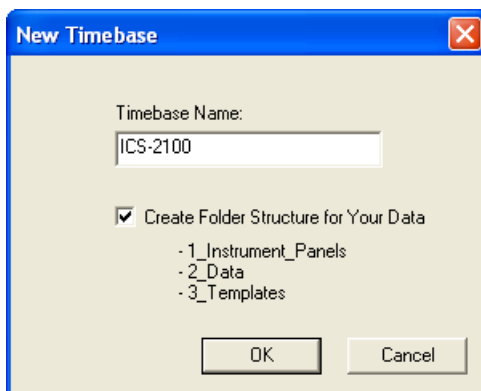 New Timebase
Timebase Name:
ICS-2100
Create Folder Structure for Your Data
- 1_Instrument_Panels
- 2_Data
- 3_Templates
OK Cancel